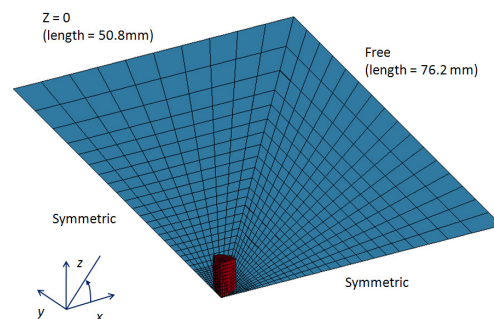 Z = 0
(length = 50.8mm)
Free
(length = 76.2 mm)
Symmetric
Symmetric
z
y
x